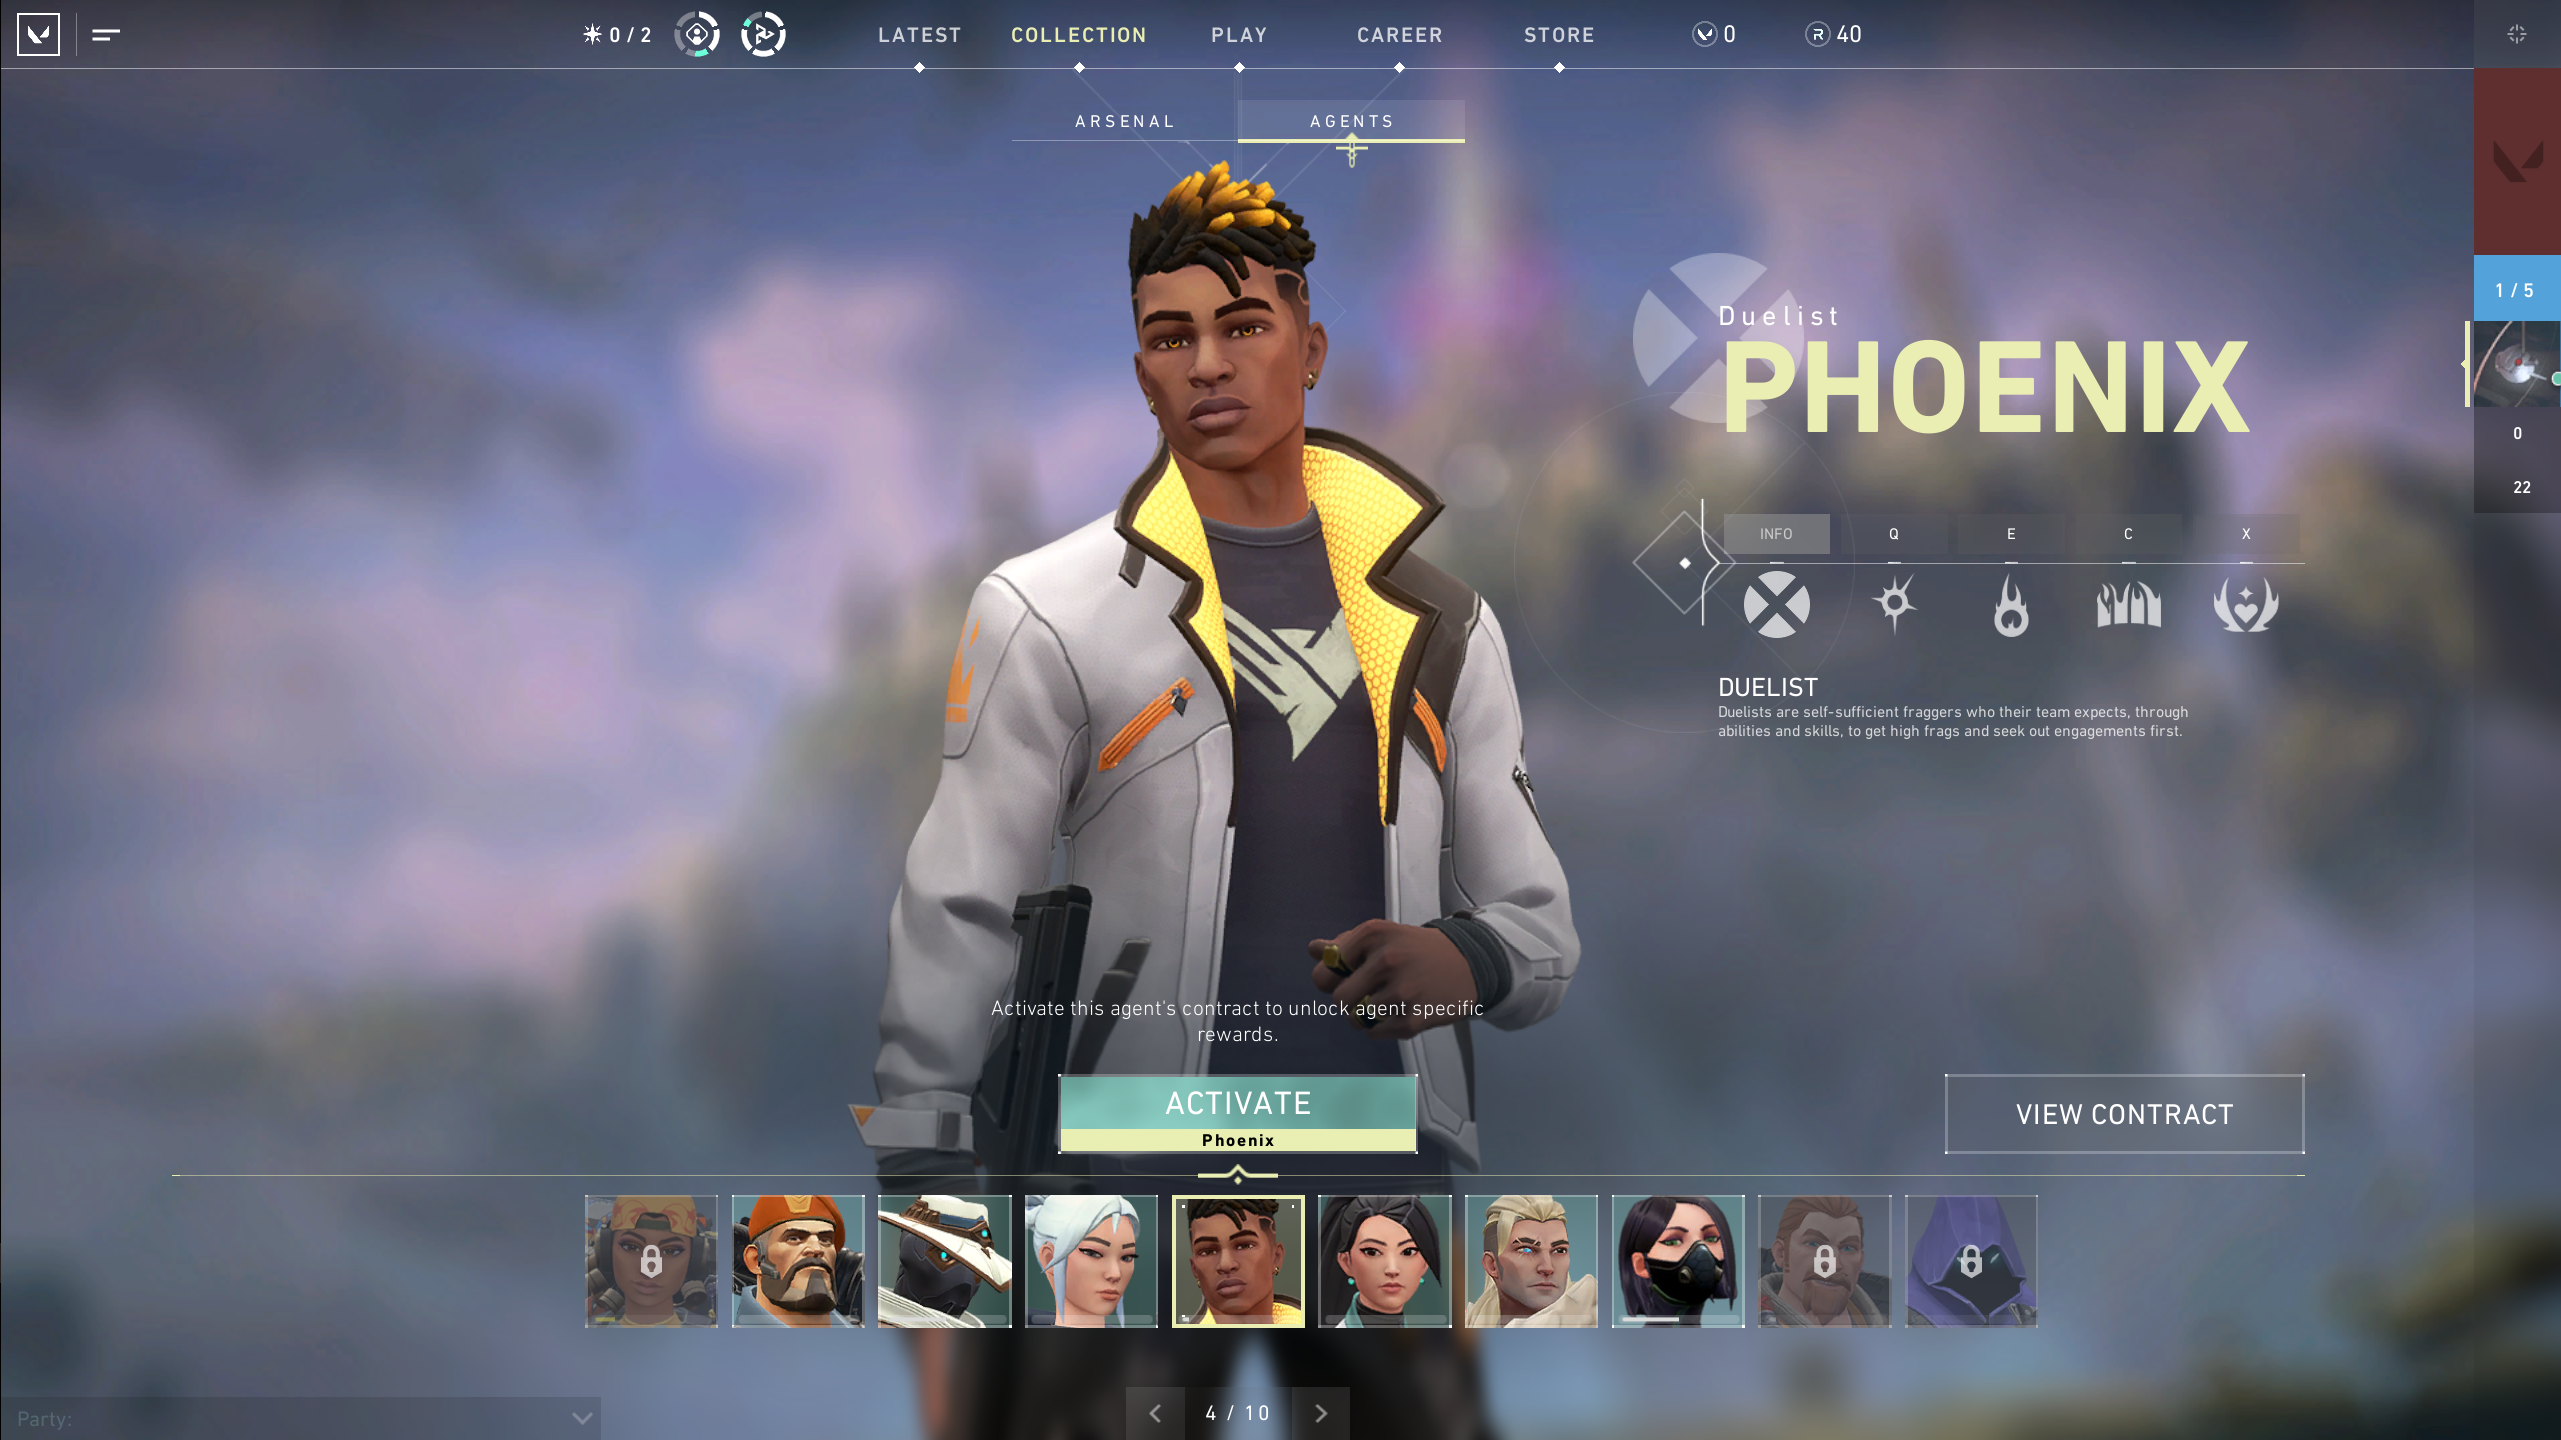 0 / 2
LATEST
COLLECTION
PLAY
CAREER
STORE
0
R 40
ARSENAL
AGENTS
1 / 5
0
22
Duelist
PHOENIX
INFO
Q
E
C
X
DUELIST
Duelists are self-sufficient fraggers who their team expects, through
abilities and skills, to get high frags and seek out engagements first.
Activate this agent's contract to unlock agent specific
rewards.
ACTIVATE
Phoenix
VIEW CONTRACT
Party:
4 / 10